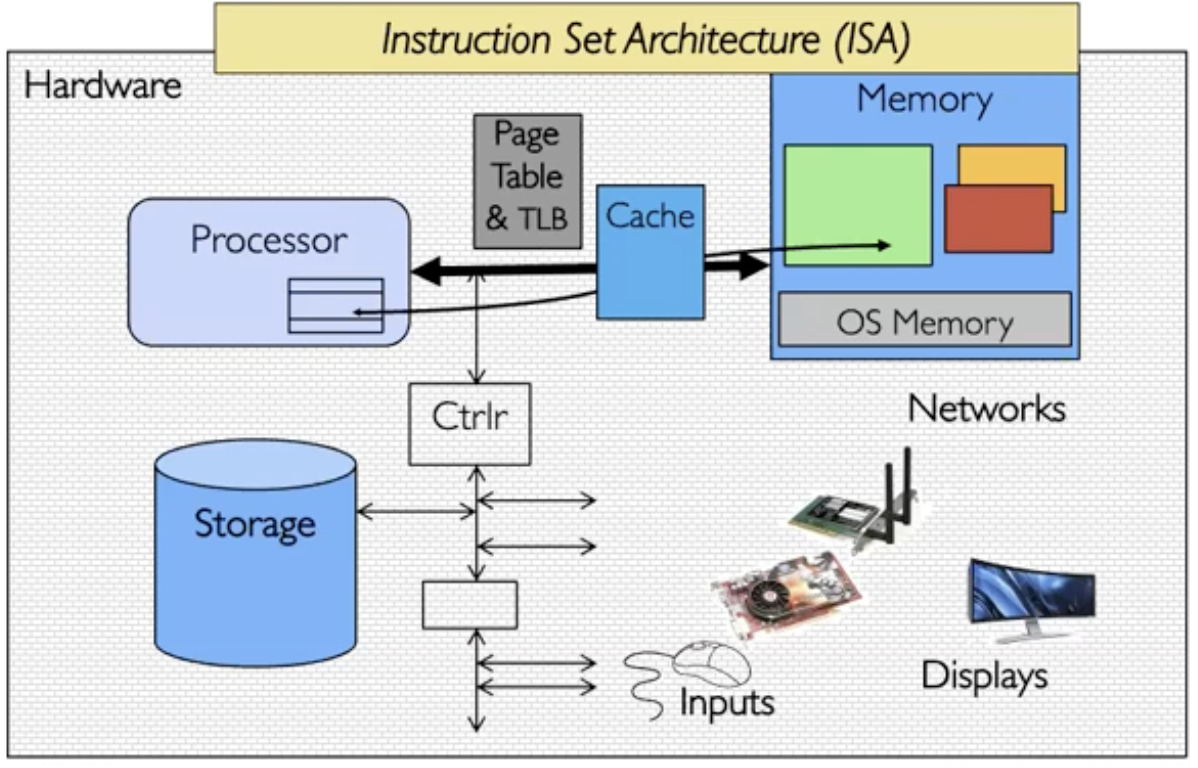 Instruction Set Architecture (ISA)
Hardware
Memory
Page
Table
& TLB
Cache
Processor
OS Memory
Ctrlr
Networks
Storage
Displays
Inputs